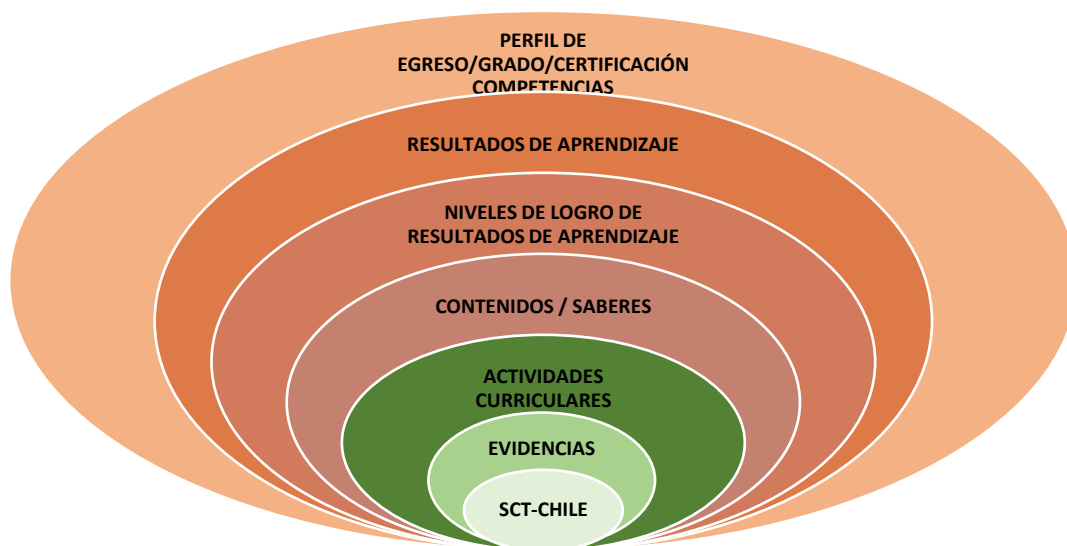 PERFIL DE
EGRESO/GRADO/CERTIFICACIÓN
COMPETENCIAS
RESULTADOS DE APRENDIZAJE
NIVELES DE LOGRO DE
RESULTADOS DE APRENDIZAJE
CONTENIDOS / SABERES
ACTIVIDADES
CURRICULARES
EVIDENCIAS
SCT-CHILE